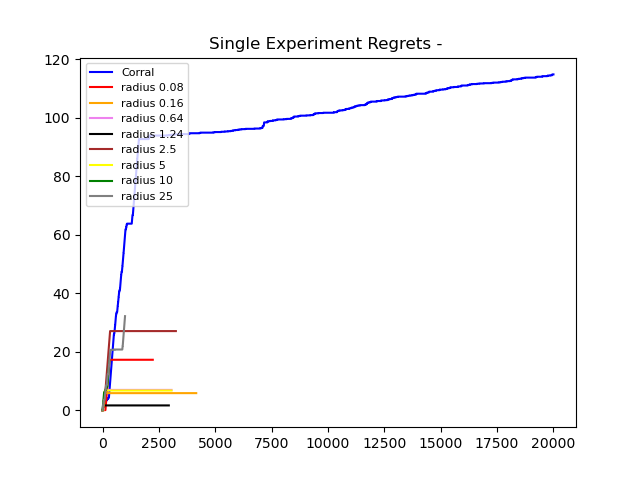 Single Experiment Regrets -
120
100
80
60
40
20
0
Corral
radius 0.08
radius 0.16
radius 0.64
radius 1.24
radius 2.5
radius 5
radius 10
radius 25
0 2500 5000 7500 10000 12500 15000 17500 20000